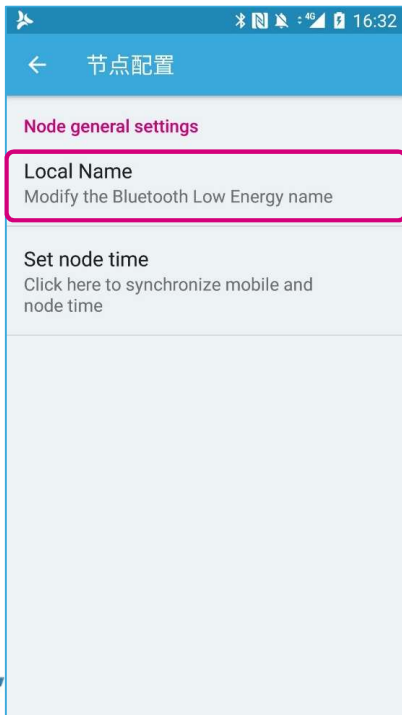 4G 16:32
节点配置
Node general settings
Local Name
Modify the Bluetooth Low Energy name
Set node time
Click here to synchronize mobile and
node time